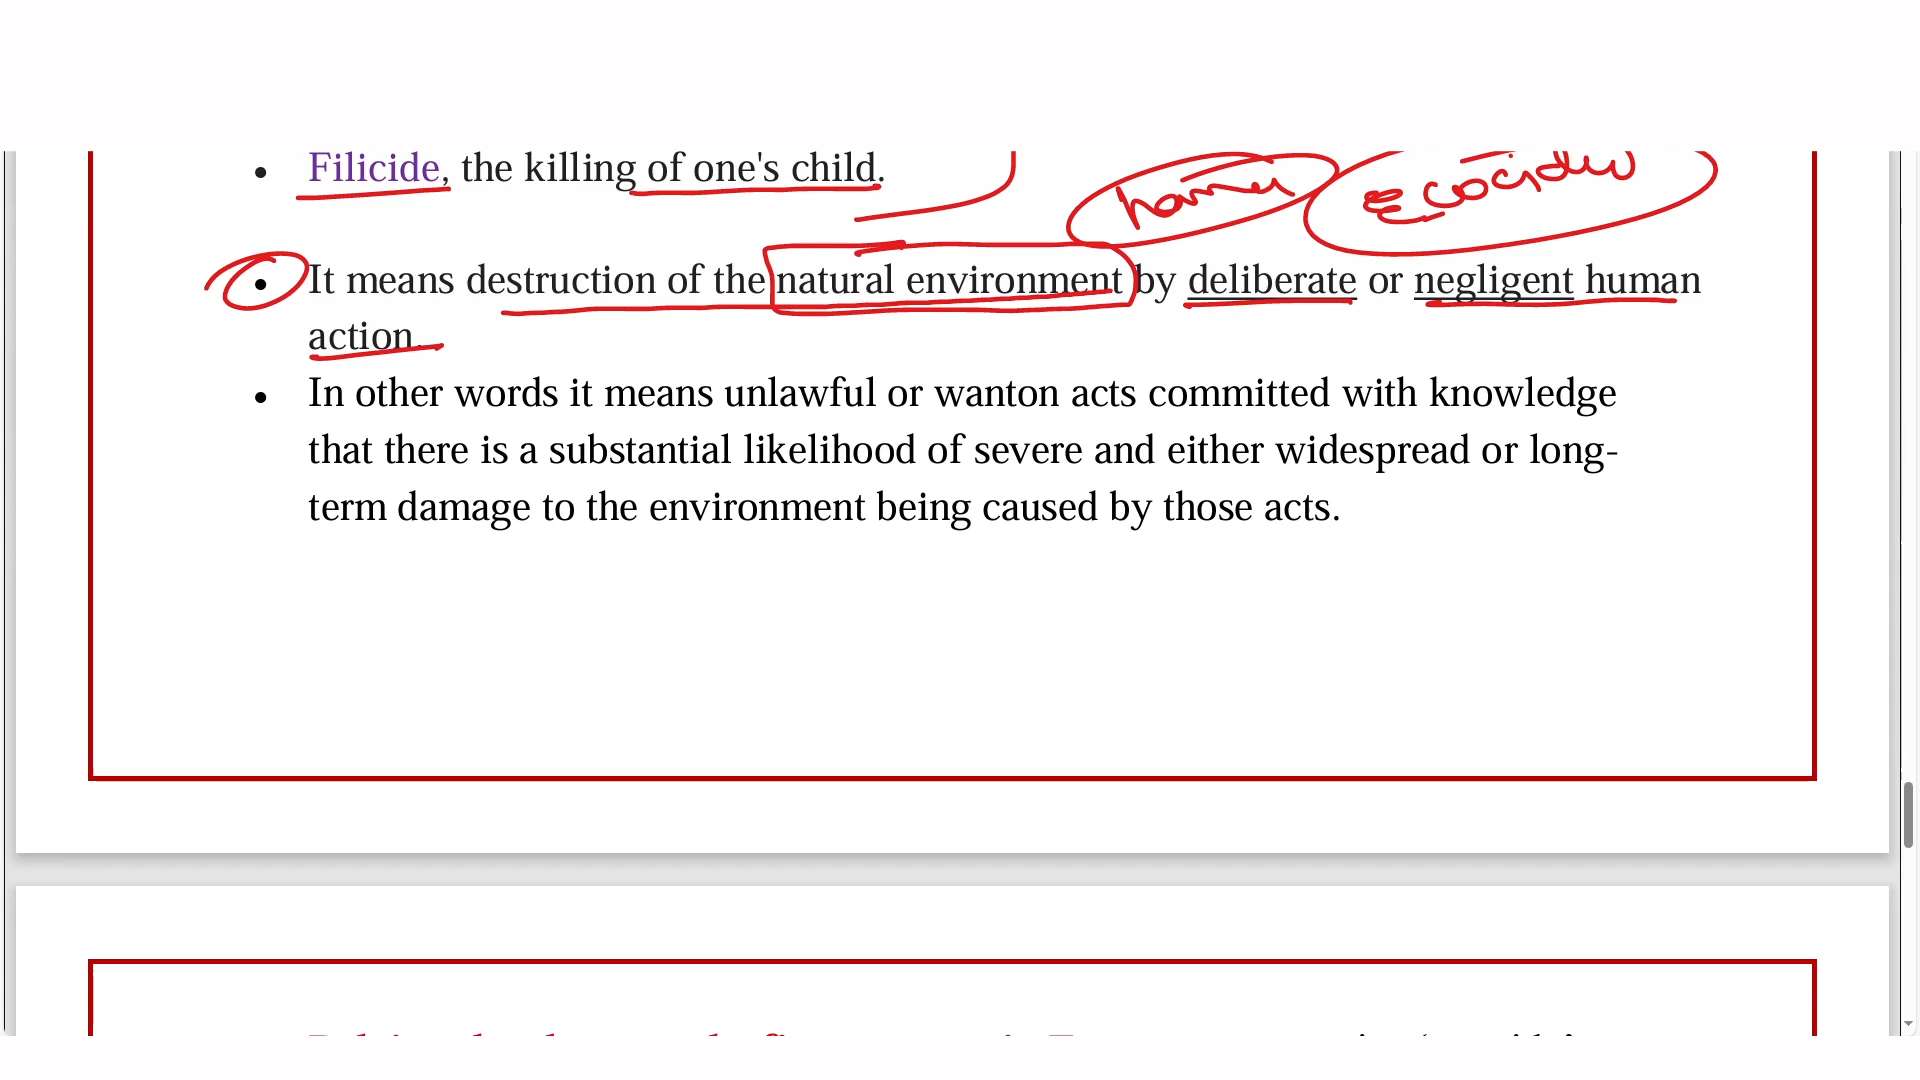 Filicide, the killing of one's child.
It means destruction of the natural environment by deliberate or negligent human
action.
In other words it means unlawful or wanton acts committed with knowledge
that there is a substantial likelihood of severe and either widespread or long-
term damage to the environment being caused by those acts.